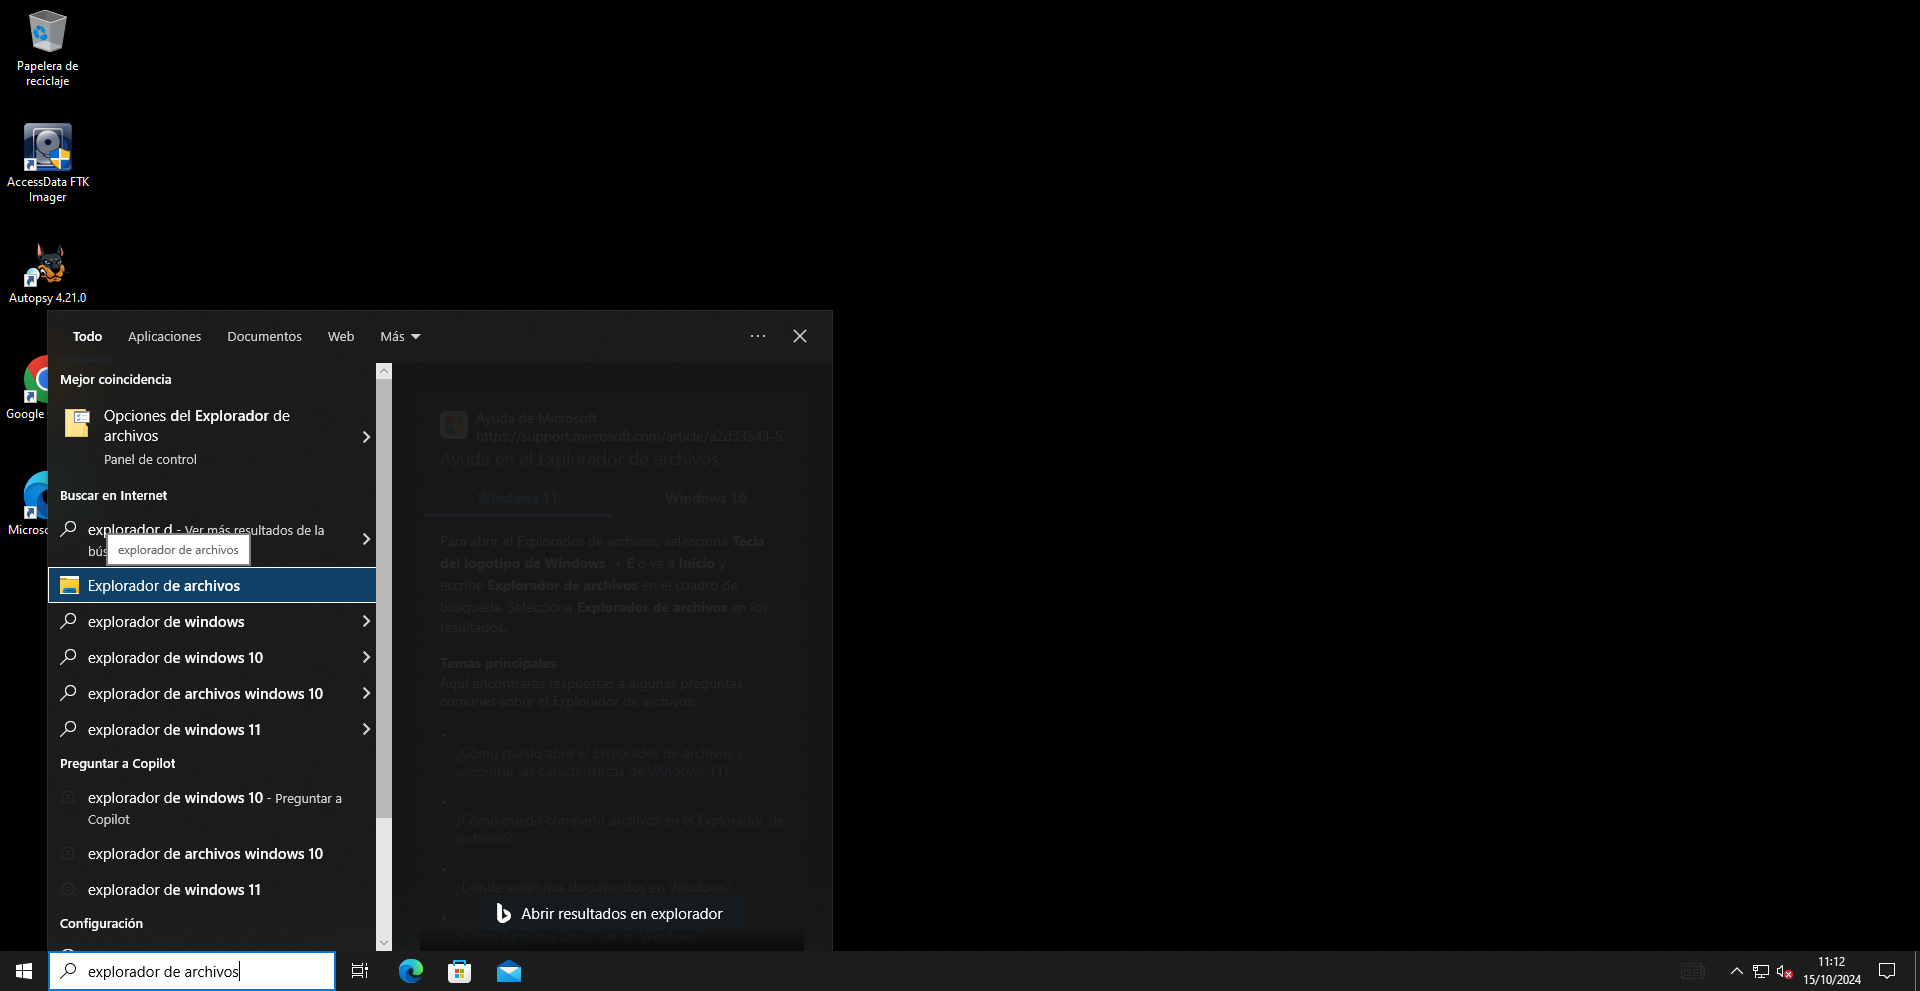 Papelera de
reciclaje
AccessData FTK
Imager
Autopsy 4.21.0
Google
Microso
Todo
Aplicaciones
Documentos
Web
Más
Mejor coincidencia
Opciones del Explorador de
archivos
Panel de control
Buscar en Internet
explorador d - Ver más resultados de la
bús
explorador de archivos
Explorador de archivos
explorador de windows
explorador de windows 10
explorador de archivos windows 10
explorador de windows 11
Preguntar a Copilot
explorador de windows 10 - Preguntar a
Copilot
explorador de archivos windows 10
explorador de windows 11
Configuración
Ayuda de Microsoft
https://support.microsoft.com/article/a2d33543-5
Ayuda en el Explorador de archivos
Windows 11
Windows 10
Para abrir el Explorador de archivos, selecciona Tecla
del logotipo de Windows + E o ve a Inicio y
escribe Explorador de archivos en el cuadro de
búsqueda. Selecciona Explorador de archivos en los
resultados.
Temas principales
Aquí encontrarás respuestas a algunas preguntas
comunes sobre el Explorador de archivos:
¿Cómo puedo abrir el Explorador de archivos y
encontrar las características de Windows 11?
¿Cómo puedo compartir archivos en el Explorador de
archivos?
¿Dónde están mis documentos en Windows?
Abrir resultados en explorador
¿Cómo funciona OneDrive en Windows?
explorador de archivos
11:12
15/10/2024